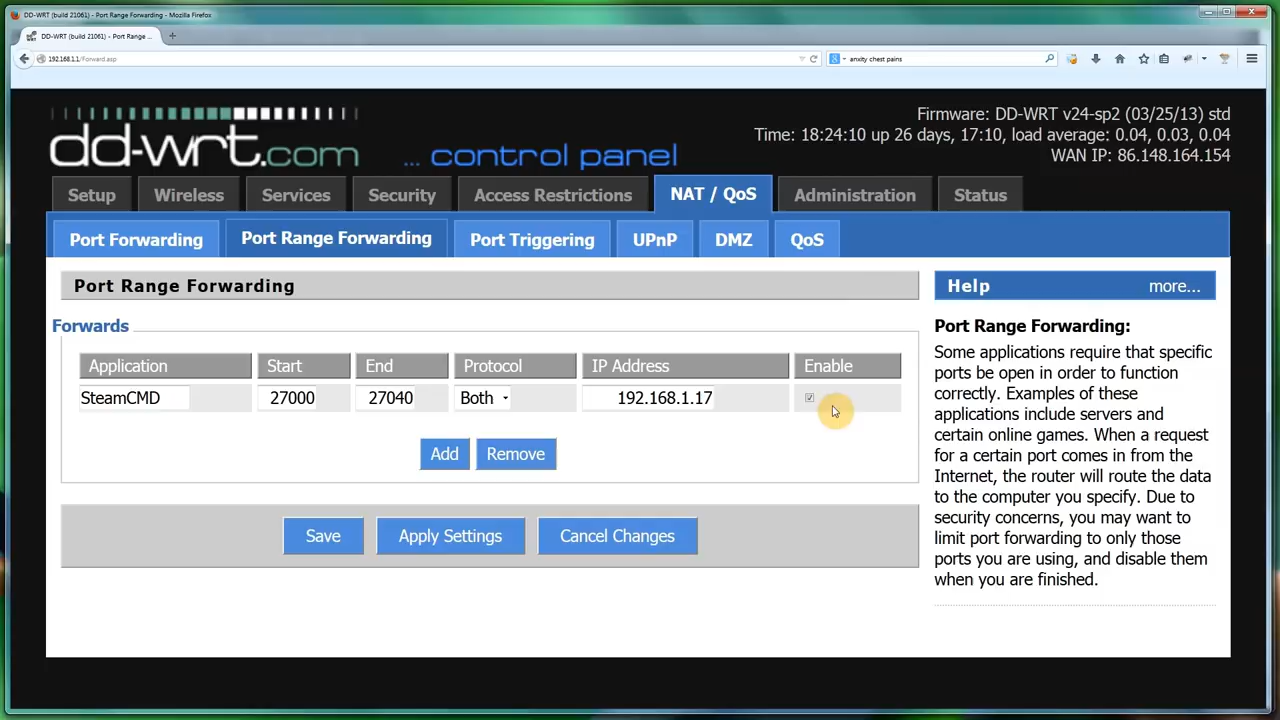 DD-WRT (build 21061) - Port Range Forwarding - Mozilla Firefox
DD-WRT (build 21061) - Port Range ...
192.168.1.1/Forward.asp
anxity chest pains
dd-wrt.com ... control panel
Firmware: DD-WRT v24-sp2 (03/25/13) std
Time: 18:24:10 up 26 days, 17:10, load average: 0.04, 0.03, 0.04
WAN IP: 86.148.164.154
Setup Wireless Services Security Access Restrictions NAT / QoS Administration Status
Port Forwarding Port Range Forwarding Port Triggering UPnP DMZ QoS
Port Range Forwarding
Forwards
Application Start End Protocol IP Address Enable
SteamCMD 27000 27040 Both 192.168.1.17
Add Remove
Save Apply Settings Cancel Changes
Help more...
Port Range Forwarding:
Some applications require that specific
ports be open in order to function
correctly. Examples of these
applications include servers and
certain online games. When a request
for a certain port comes in from the
Internet, the router will route the data
to the computer you specify. Due to
security concerns, you may want to
limit port forwarding to only those
ports you are using, and disable them
when you are finished.